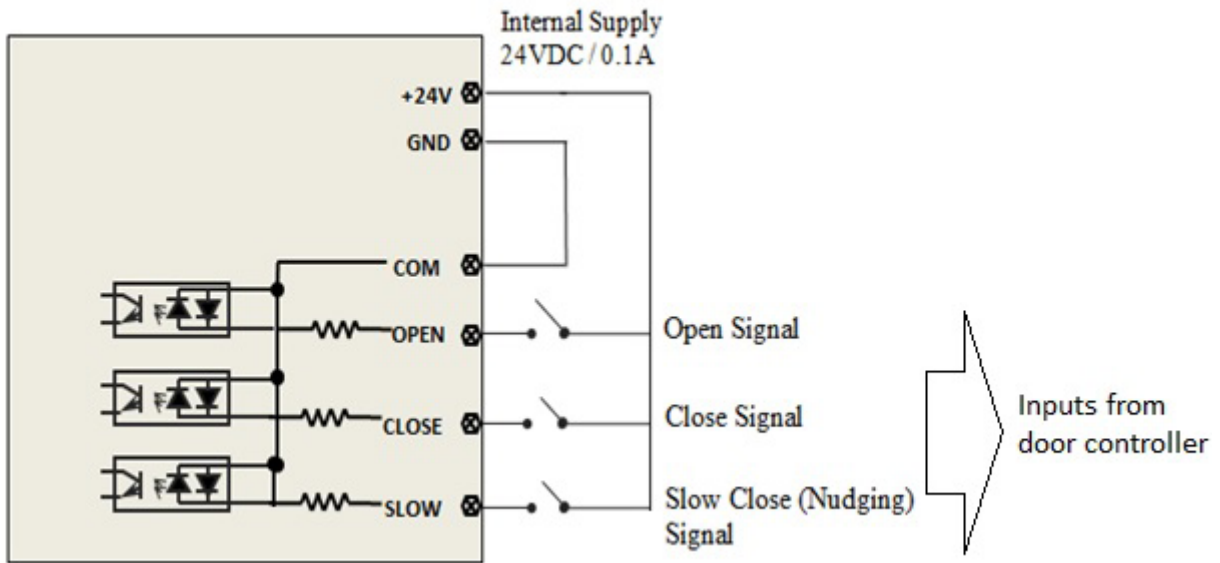 Internal Supply
24VDC / 0.1A
+24V
GND
COM
OPEN
Open Signal
CLOSE
Close Signal
SLOW
Slow Close (Nudging)
Signal
Inputs from
door controller